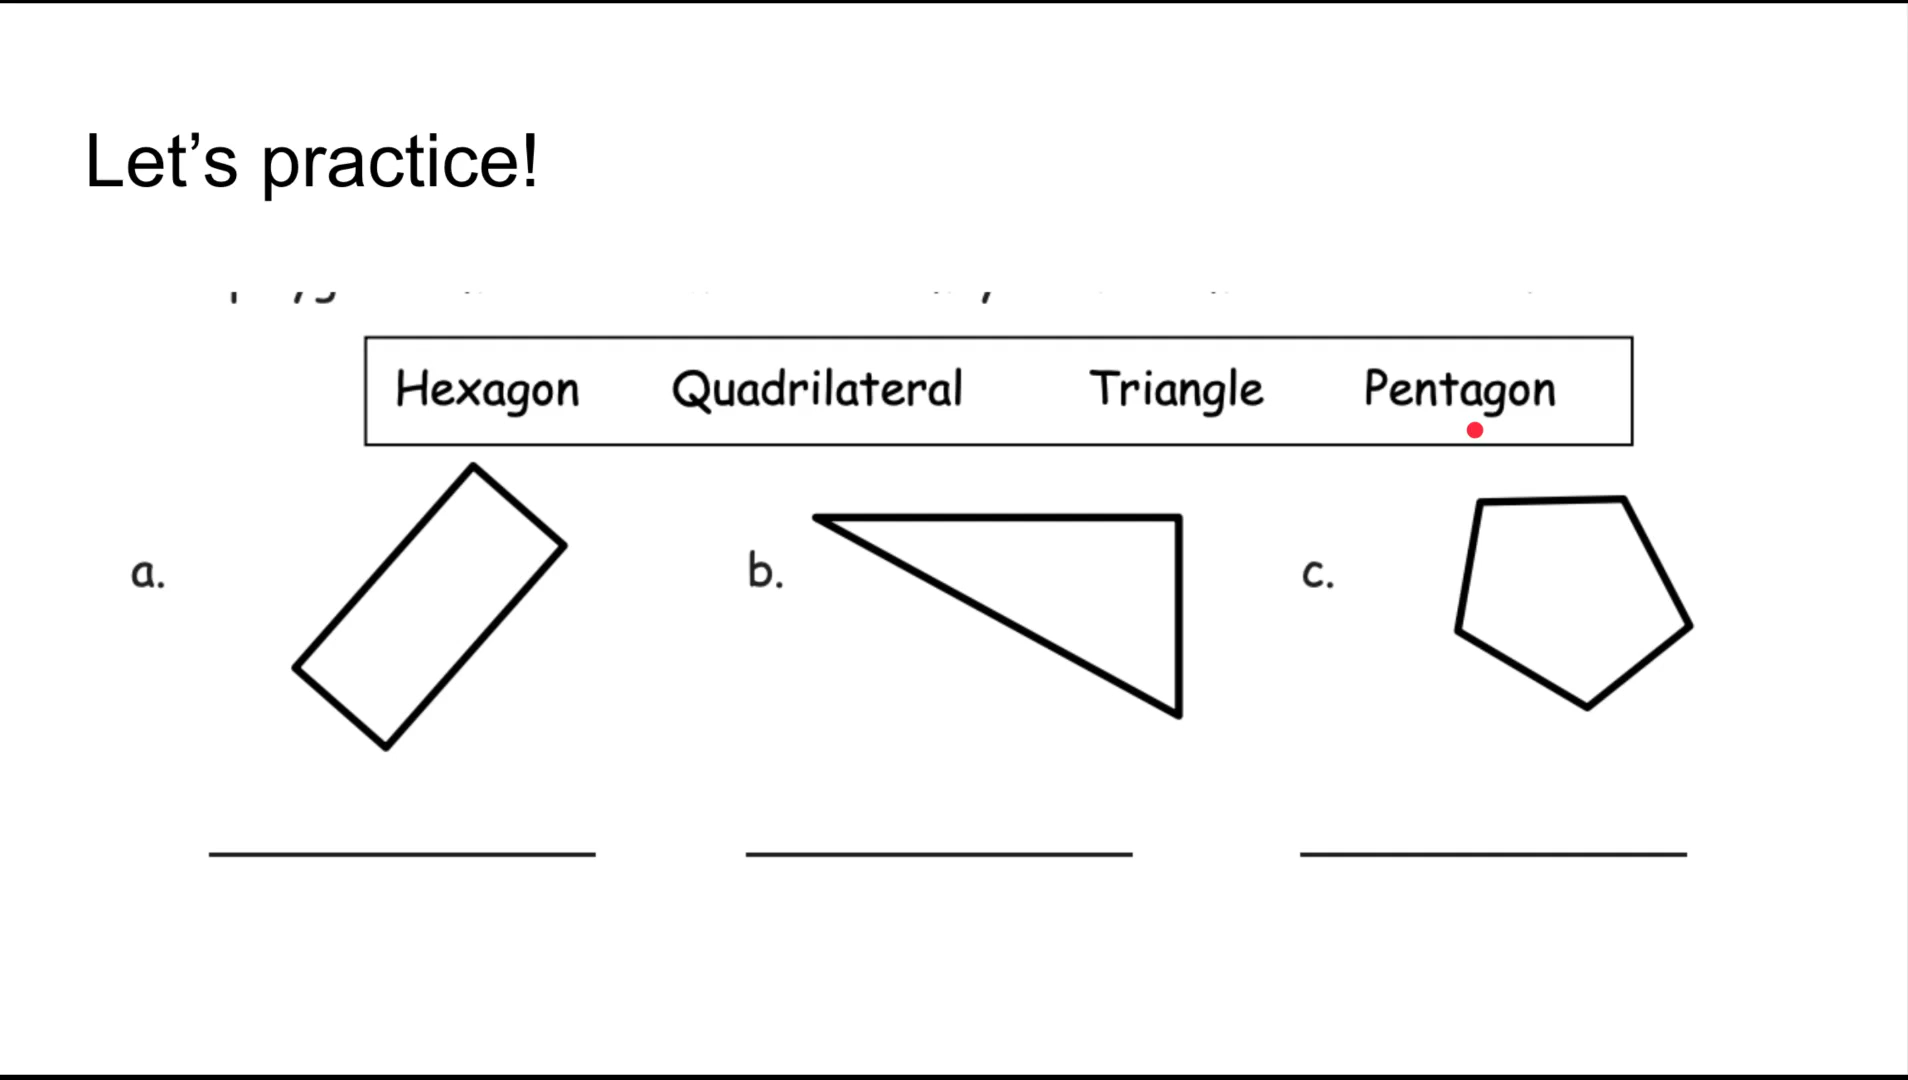 Let’s practice!
Hexagon Quadrilateral Triangle Pentagon
a. b. c.